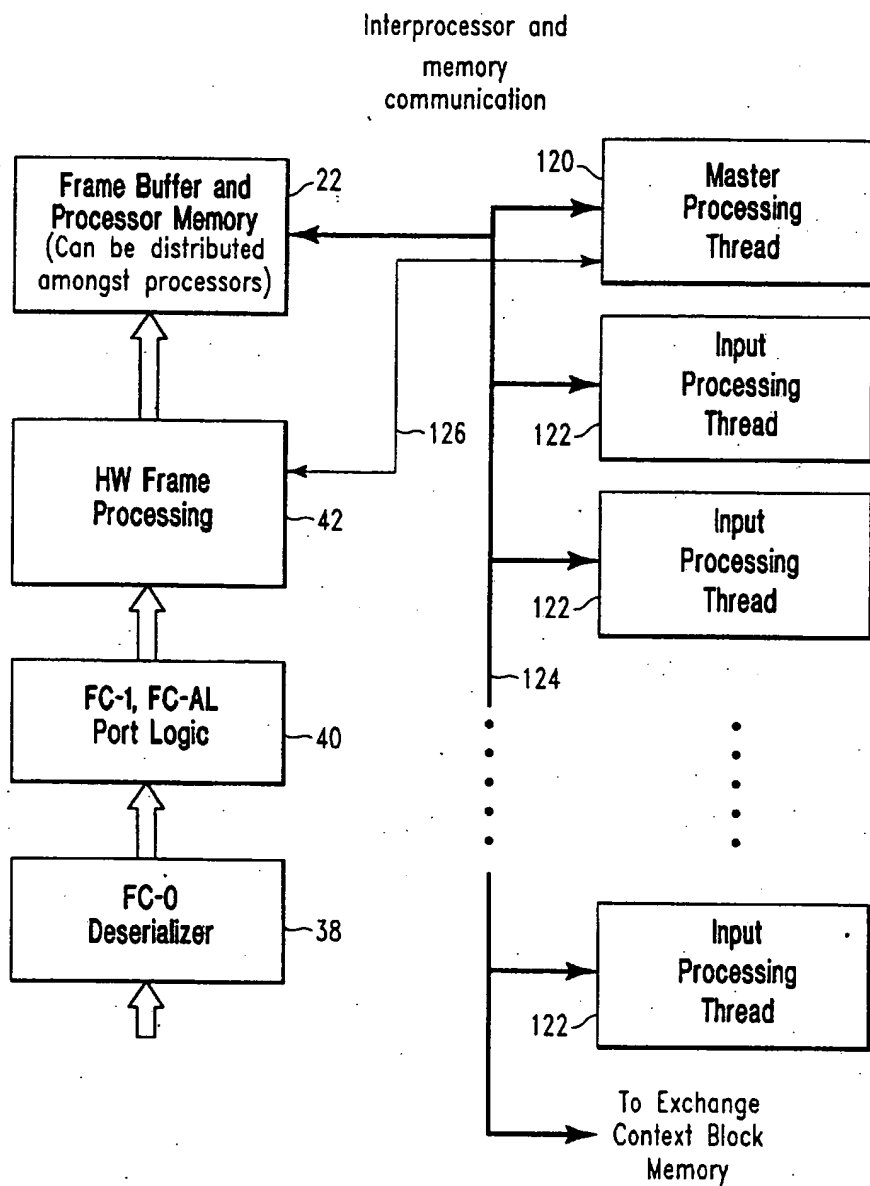 Interprocessor and
memory
communication
22
Frame Buffer and
Processor Memory
(Can be distributed
amongst processors)
120
Master
Processing
Thread
Input
Processing
Thread
122
126
HW Frame
Processing
42
Input
Processing
Thread
122
124
FC-1, FC-AL
Port Logic
40
FC-0
Deserializer
38
Input
Processing
Thread
122
To Exchange
Context Block
Memory